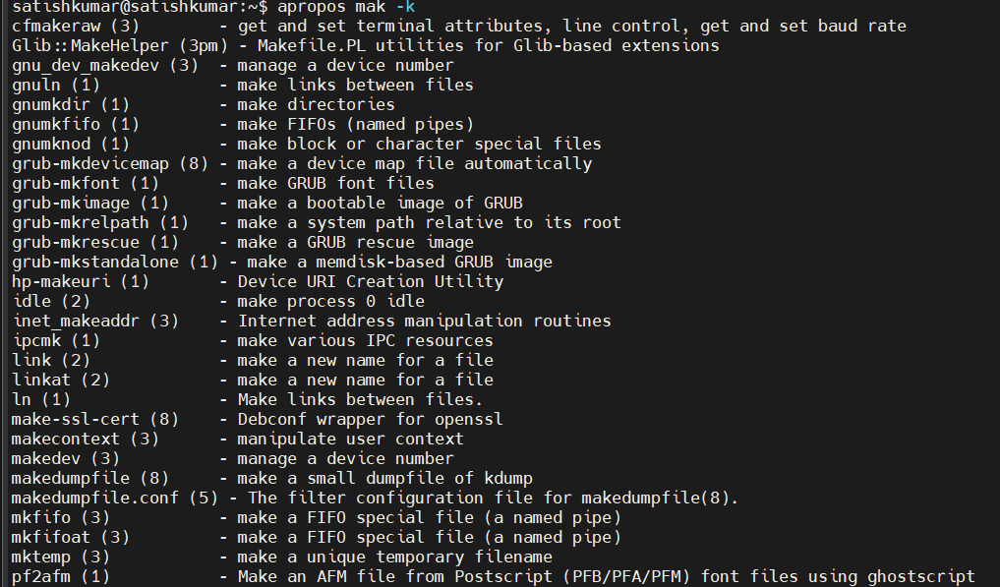 satishkumar@satishkumar:~$ apropos mak -k
cfmakeraw (3)        - get and set terminal attributes, line control, get and set baud rate
Glib::MakeHelper (3pm) - Makefile.PL utilities for Glib-based extensions
gnu_dev_makedev (3)  - manage a device number
gnuln (1)            - make links between files
gnumkdir (1)         - make directories
gnumkfifo (1)        - make FIFOs (named pipes)
gnumknod (1)         - make block or character special files
grub-mkdevicemap (8) - make a device map file automatically
grub-mkfont (1)      - make GRUB font files
grub-mkimage (1)     - make a bootable image of GRUB
grub-mkrelpath (1)   - make a system path relative to its root
grub-mkrescue (1)    - make a GRUB rescue image
grub-mkstandalone (1) - make a memdisk-based GRUB image
hp-makeuri (1)       - Device URI Creation Utility
idle (2)             - make process 0 idle
inet_makeaddr (3)    - Internet address manipulation routines
ipcmk (1)            - make various IPC resources
link (2)             - make a new name for a file
linkat (2)           - make a new name for a file
ln (1)               - Make links between files.
make-ssl-cert (8)    - Debconf wrapper for openssl
makecontext (3)      - manipulate user context
makedev (3)          - manage a device number
makedumpfile (8)     - make a small dumpfile of kdump
makedumpfile.conf (5) - The filter configuration file for makedumpfile(8).
mkfifo (3)           - make a FIFO special file (a named pipe)
mkfifoat (3)         - make a FIFO special file (a named pipe)
mktemp (3)           - make a unique temporary filename
pf2afm (1)           - Make an AFM file from Postscript (PFB/PFA/PFM) font files using ghostscript